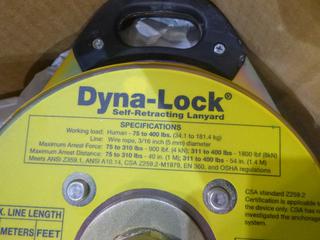 Dyna-Lock®
Self-Retracting Lanyard
SPECIFICATIONS
Working load: Human - 75 to 400 lbs. (34.1 to 181.4 kg)
Line: Wire rope, 3/16 inch (5 mm) diameter
Maximum Arrest Force: 75 to 310 lbs - 900 lbf. (4 kN); 311 to 400 lbs - 1800 lbf (8kN)
Maximum Arrest Distance: 75 to 310 lbs - 40 in. (1 M); 311 to 400 lbs - 54 in. (1.4 M)
Meets ANSI Z359.1, ANSI A10.14, CSA Z259.2-M1979, EN 360, and OSHA regulations
CSA standard Z259.2
Certification is applicable to
the device only. CSA has not
investigated the anchorage
system.
X. LINE LENGTH
METERS FEET